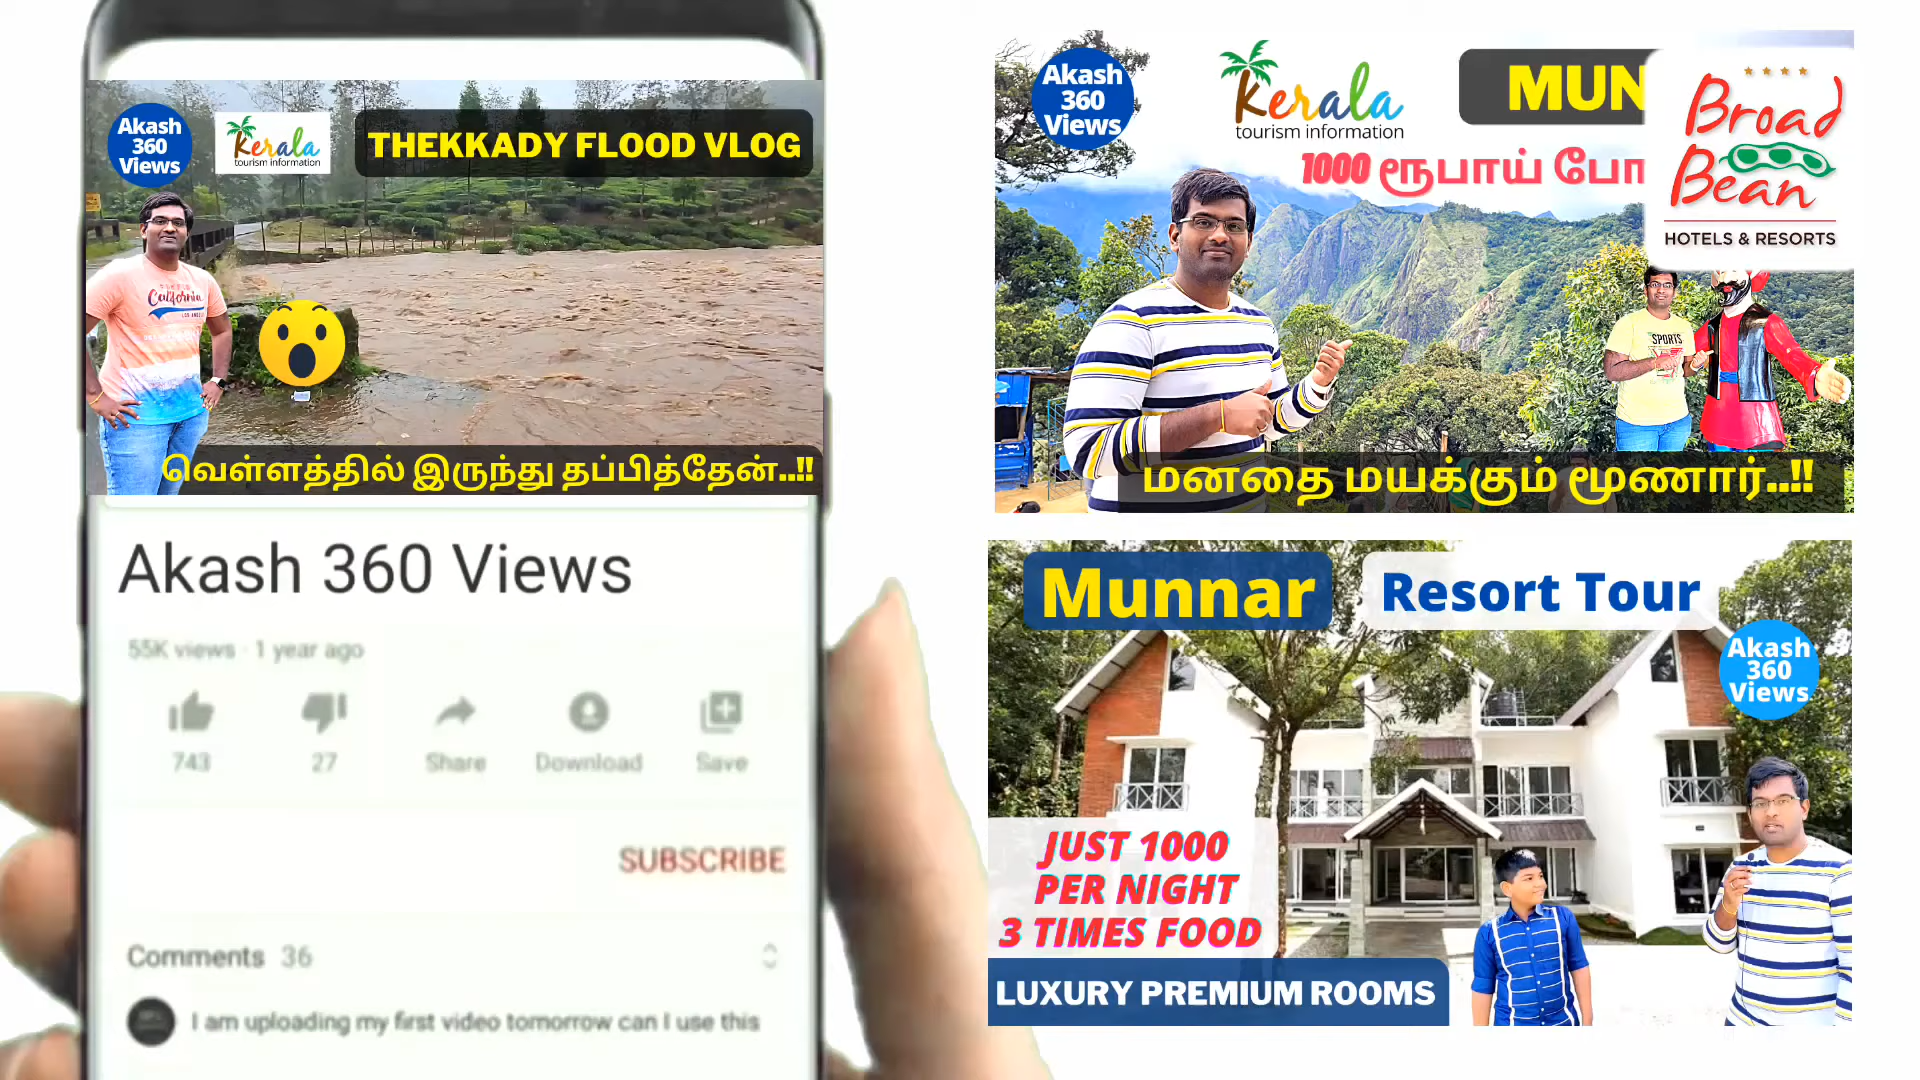 Akash
360
Views
Kerala
tourism information
THEKKADY FLOOD VLOG
California
வெள்ளத்தில் இருந்து தப்பித்தேன்..!!
Akash 360 Views
55K views · 1 year ago
743
27
Share
Download
Save
SUBSCRIBE
Comments 36
I am uploading my first video tomorrow can I use this
Akash
360
Views
Kerala
tourism information
MUN
1000 ரூபாய் போ
Broad
Bean
HOTELS & RESORTS
SPORTS
மனதை மயக்கும் மூணார்..!!
Munnar
Resort Tour
Akash
360
Views
JUST 1000
PER NIGHT
3 TIMES FOOD
LUXURY PREMIUM ROOMS